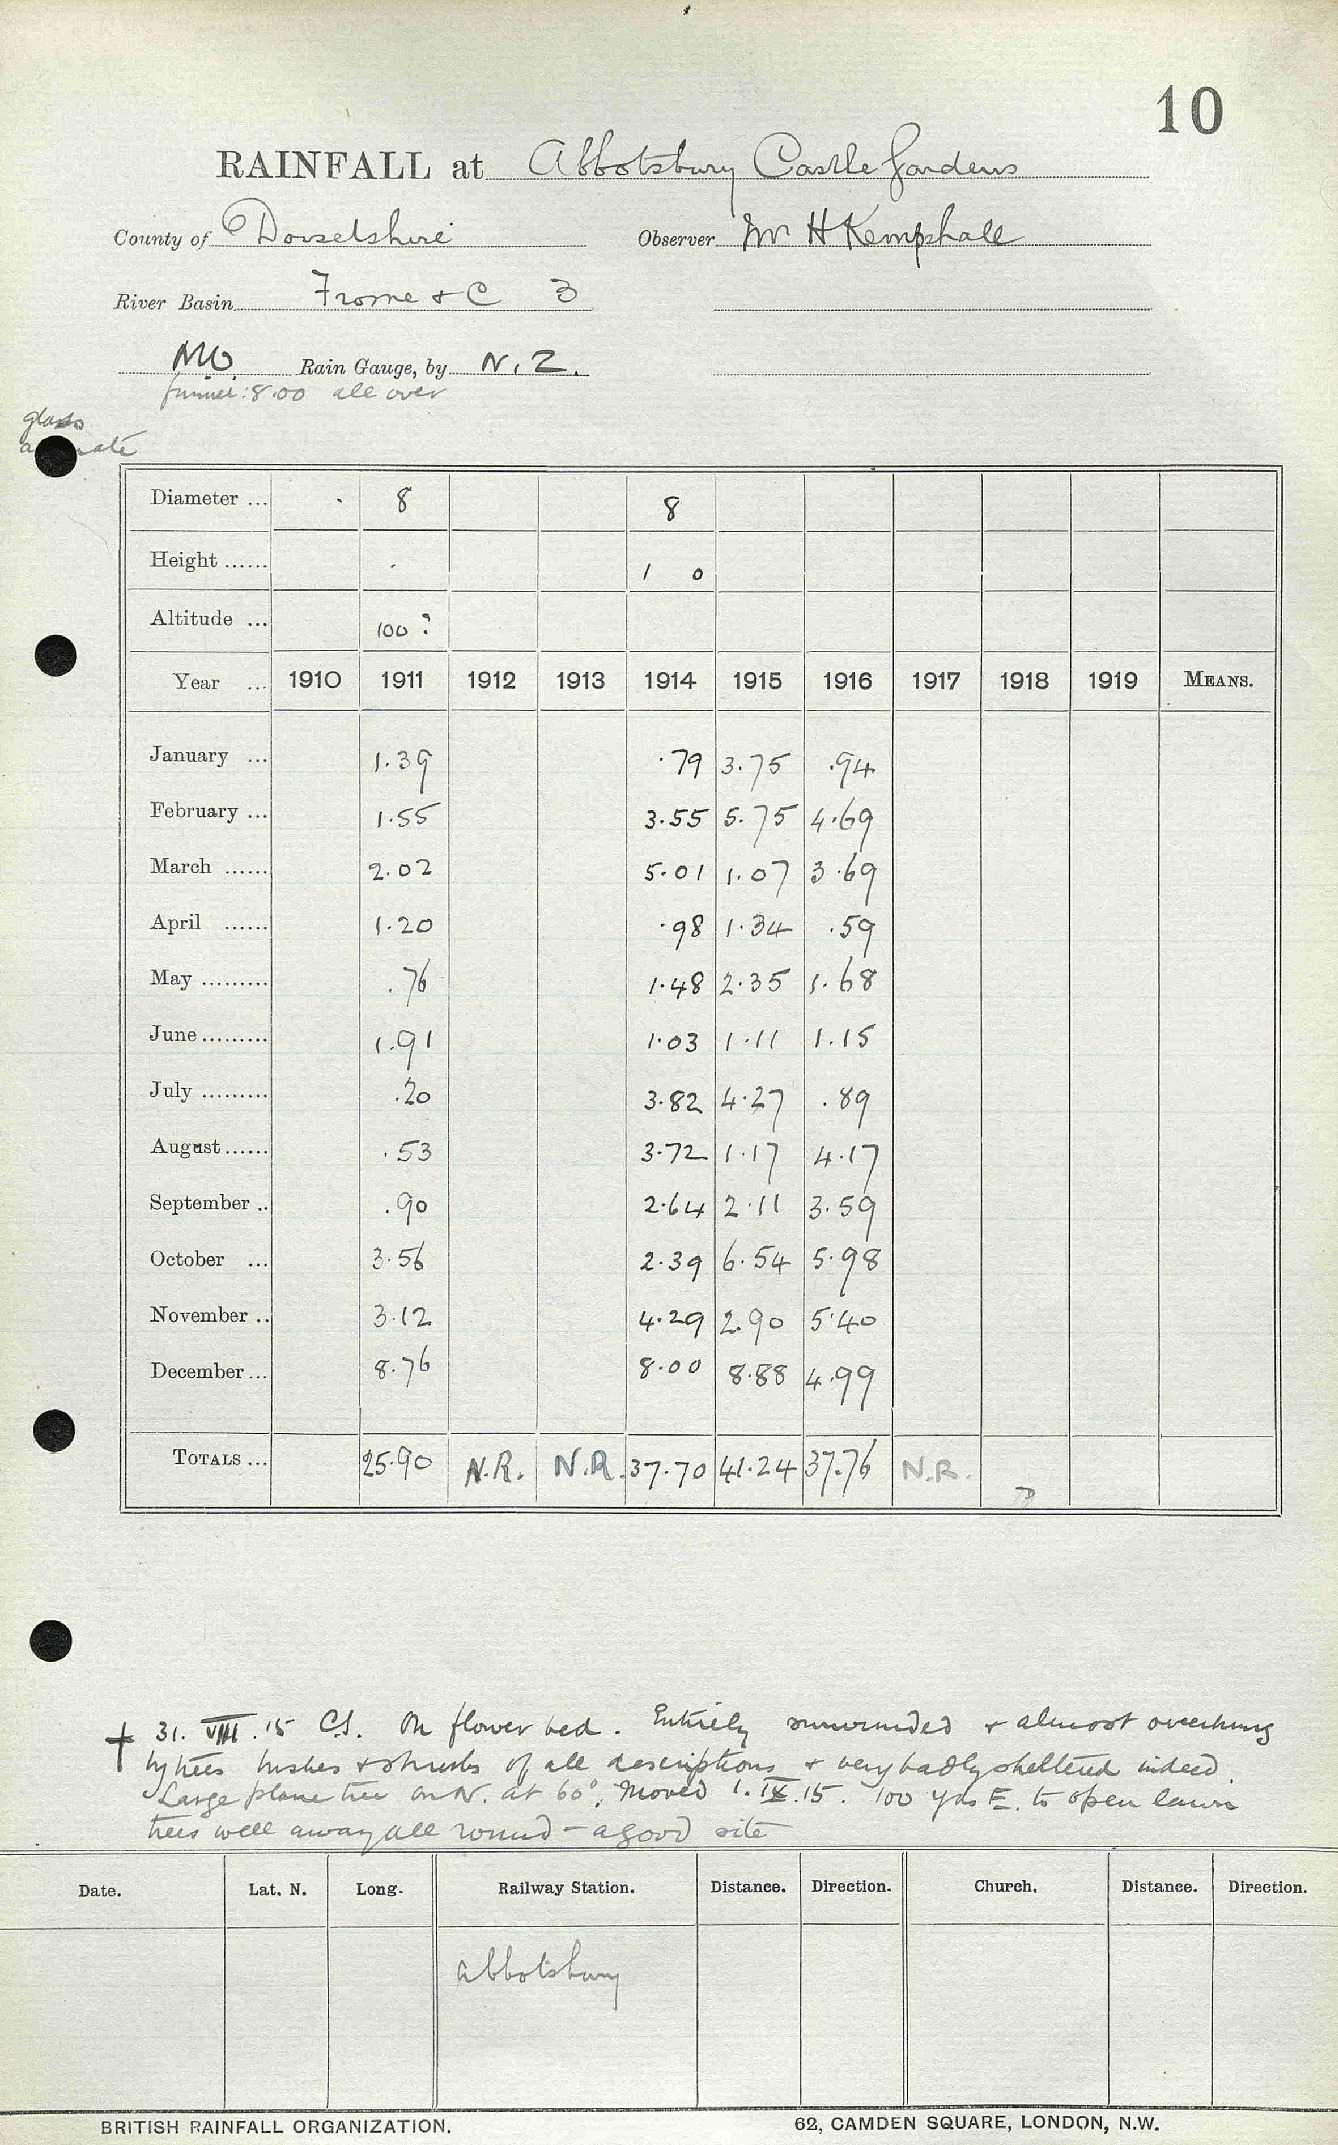 10
RAINFALL at Abbotsbury Castle Gardens
County of Dorsetshire Observer Mr H Kemphall
River Basin Frome & C 3
MO Rain Gauge, by N.Z.
funnel: 8.00 all over
glass
Diameter ... 8 8
Height ...... 1 0
Altitude ... 100 ?
Year ... 1910 1911 1912 1913 1914 1915 1916 1917 1918 1919 MEANS.
January ... 1.39 .79 3.75 .94
February ... 1.55 3.55 5.75 4.69
March ...... 2.02 5.01 1.07 3.69
April ...... 1.20 .98 1.34 .59
May ......... .76 1.48 2.35 1.68
June ......... 1.91 1.03 1.11 1.15
July ......... .20 3.82 4.27 .89
August ...... .53 3.72 1.17 4.17
September .. .90 2.64 2.11 3.59
October ... 3.56 2.39 6.54 5.98
November .. 3.12 4.29 2.90 5.40
December ... 8.76 8.00 8.88 4.99
TOTALS ... 25.90 N.R. N.R. 37.70 41.24 37.76 N.R.
† 31. VIII. 15 C.S. On flower bed. Entirely surrounded & almost overhung
by trees bushes & shrubs of all descriptions & very badly sheltered indeed.
Large plane tree on N. at 60°. Moved 1. IX. 15. 100 yds E. to open lawn
trees well away all round – a good site
Date. Lat. N. Long. Railway Station. Distance. Direction. Church. Distance. Direction.
Abbotsbury
BRITISH RAINFALL ORGANIZATION. 62, CAMDEN SQUARE, LONDON, N.W.